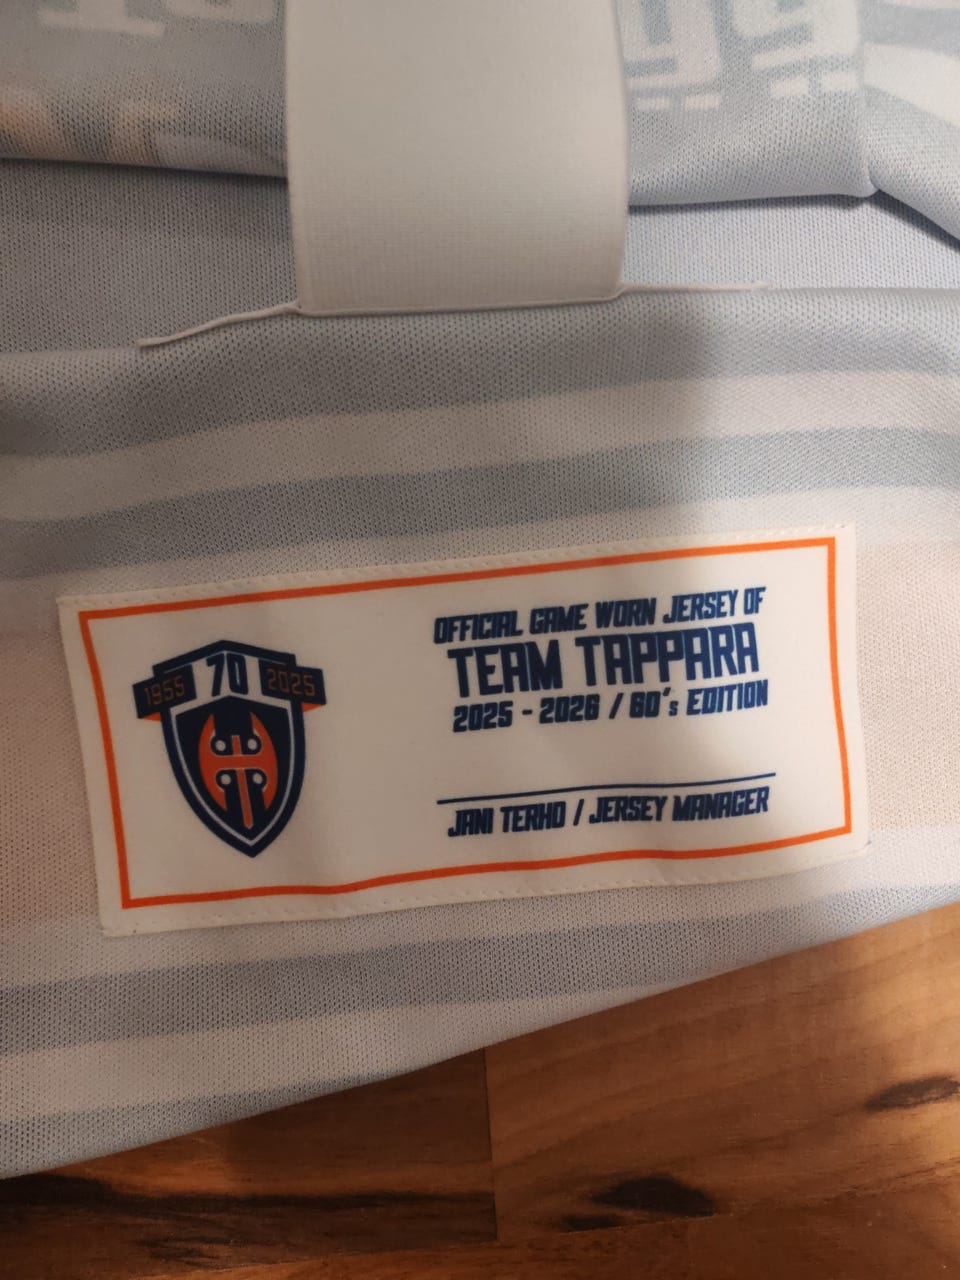 1955 70 2025
OFFICIAL GAME WORN JERSEY OF
TEAM TAPPARA
2025 - 2026 / 60's EDITION
JANI TERHO / JERSEY MANAGER